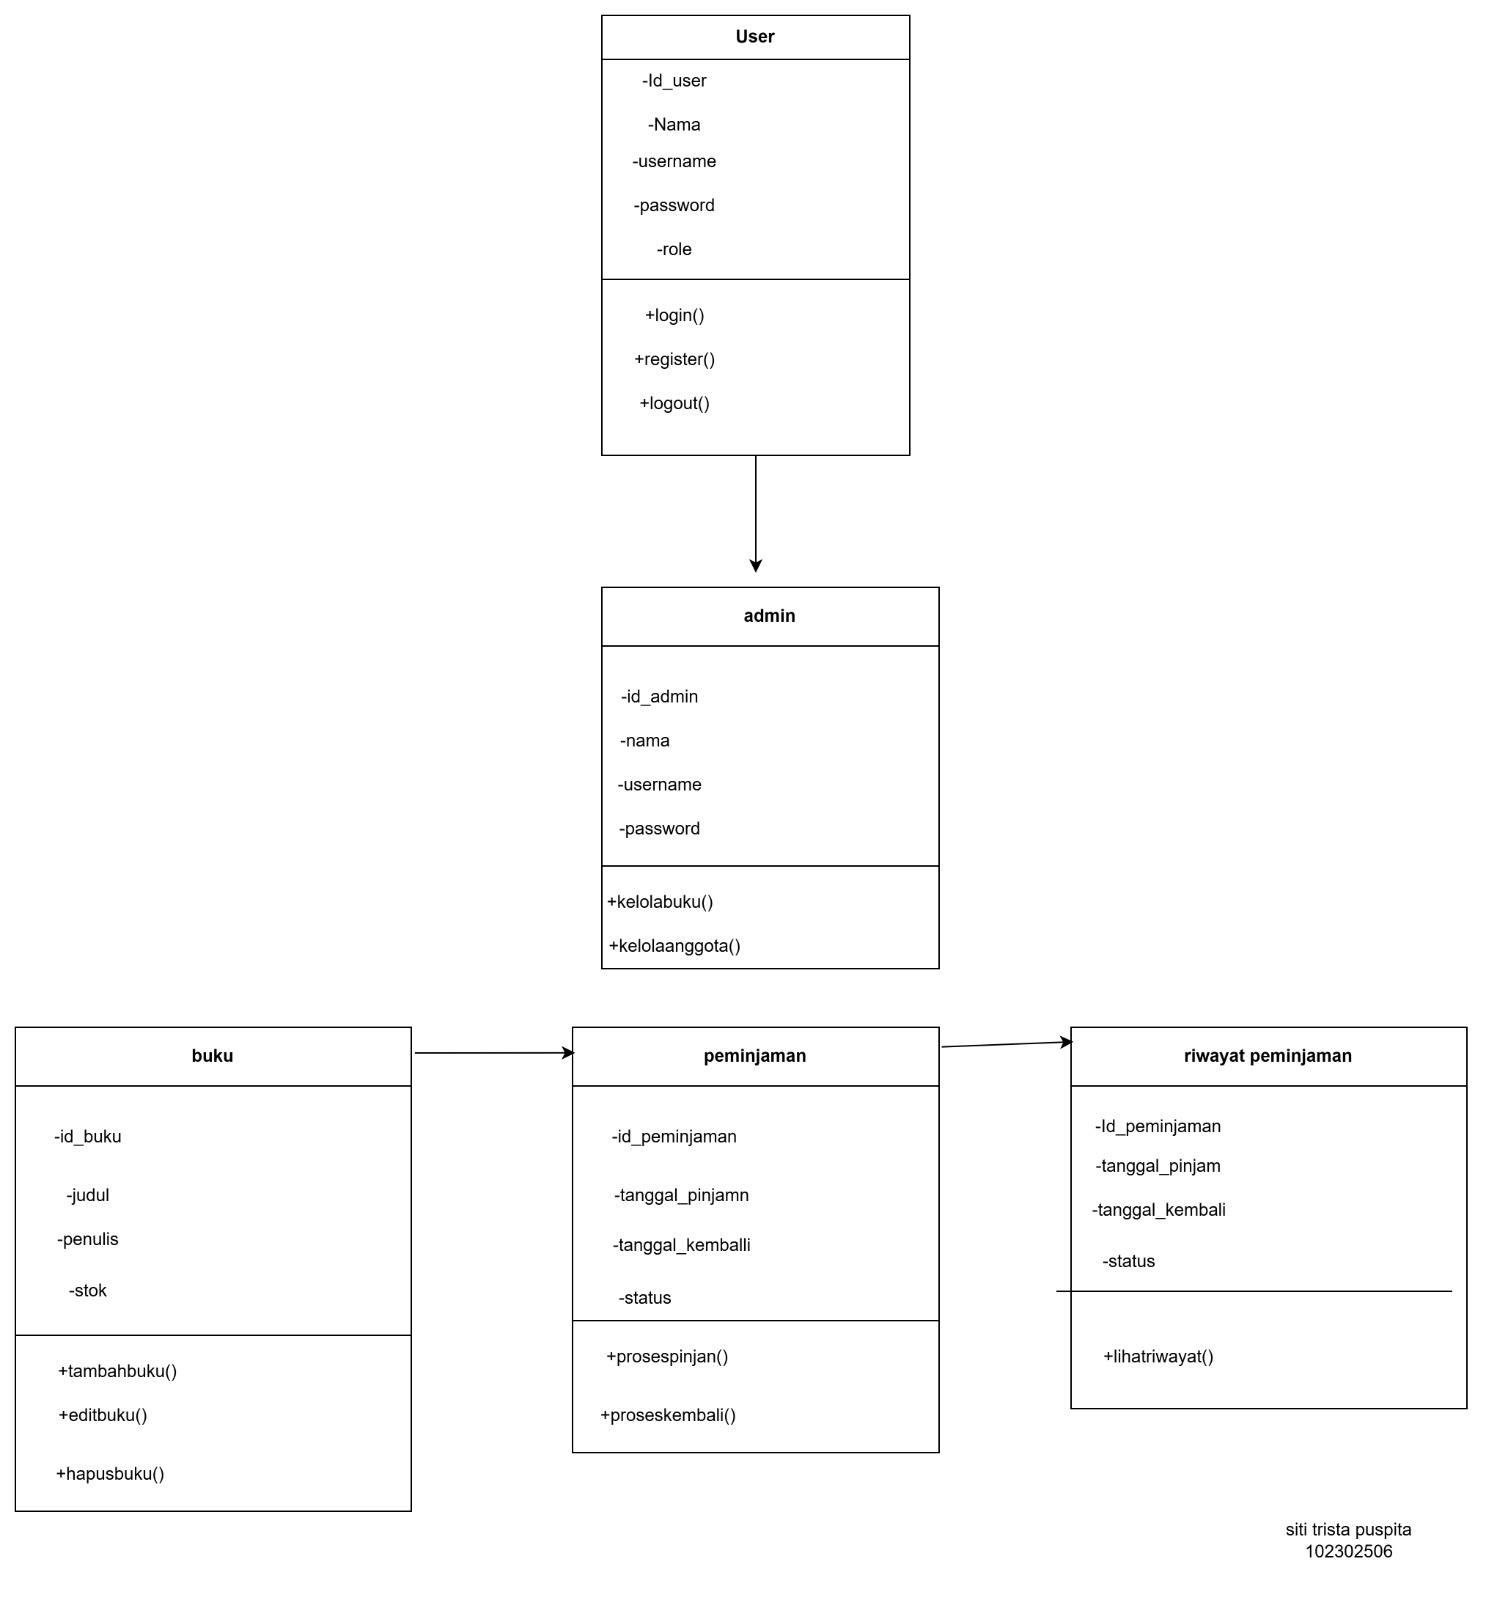 User
-Id_user
-Nama
-username
-password
-role
+login()
+register()
+logout()
admin
-id_admin
-nama
-username
-password
+kelolabuku()
+kelolaanggota()
buku
-id_buku
-judul
-penulis
-stok
+tambahbuku()
+editbuku()
+hapusbuku()
peminjaman
-id_peminjaman
-tanggal_pinjamn
-tanggal_kemballi
-status
+prosespinjan()
+proseskembali()
riwayat peminjaman
-Id_peminjaman
-tanggal_pinjam
-tanggal_kembali
-status
+lihatriwayat()
siti trista puspita
102302506